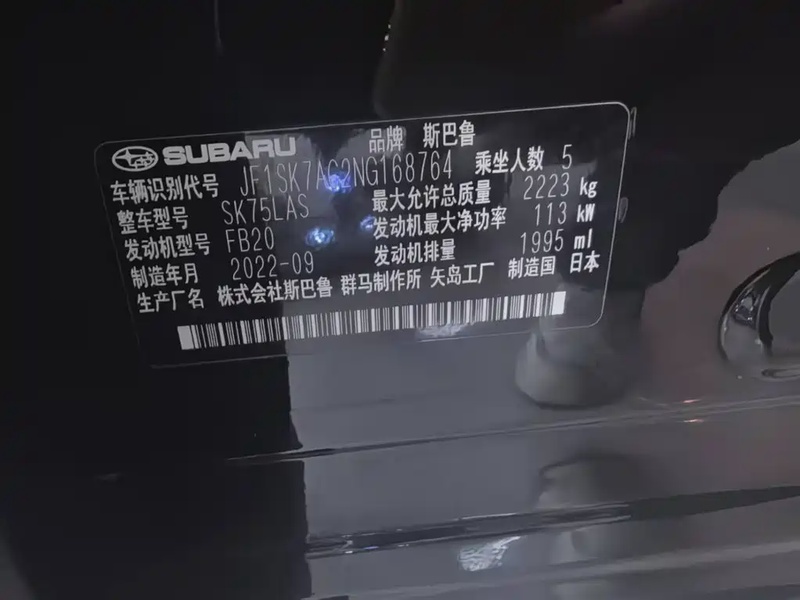 SUBARU 品牌 斯巴鲁
车辆识别代号 JF1SK7AC2NG168764 乘坐人数 5
整车型号 SK75LAS 最大允许总质量 2223 kg
发动机型号 FB20 发动机最大净功率 113 kW
制造年月 2022-09 发动机排量 1995 ml
生产厂名 株式会社斯巴鲁 群马制作所 矢岛工厂 制造国 日本